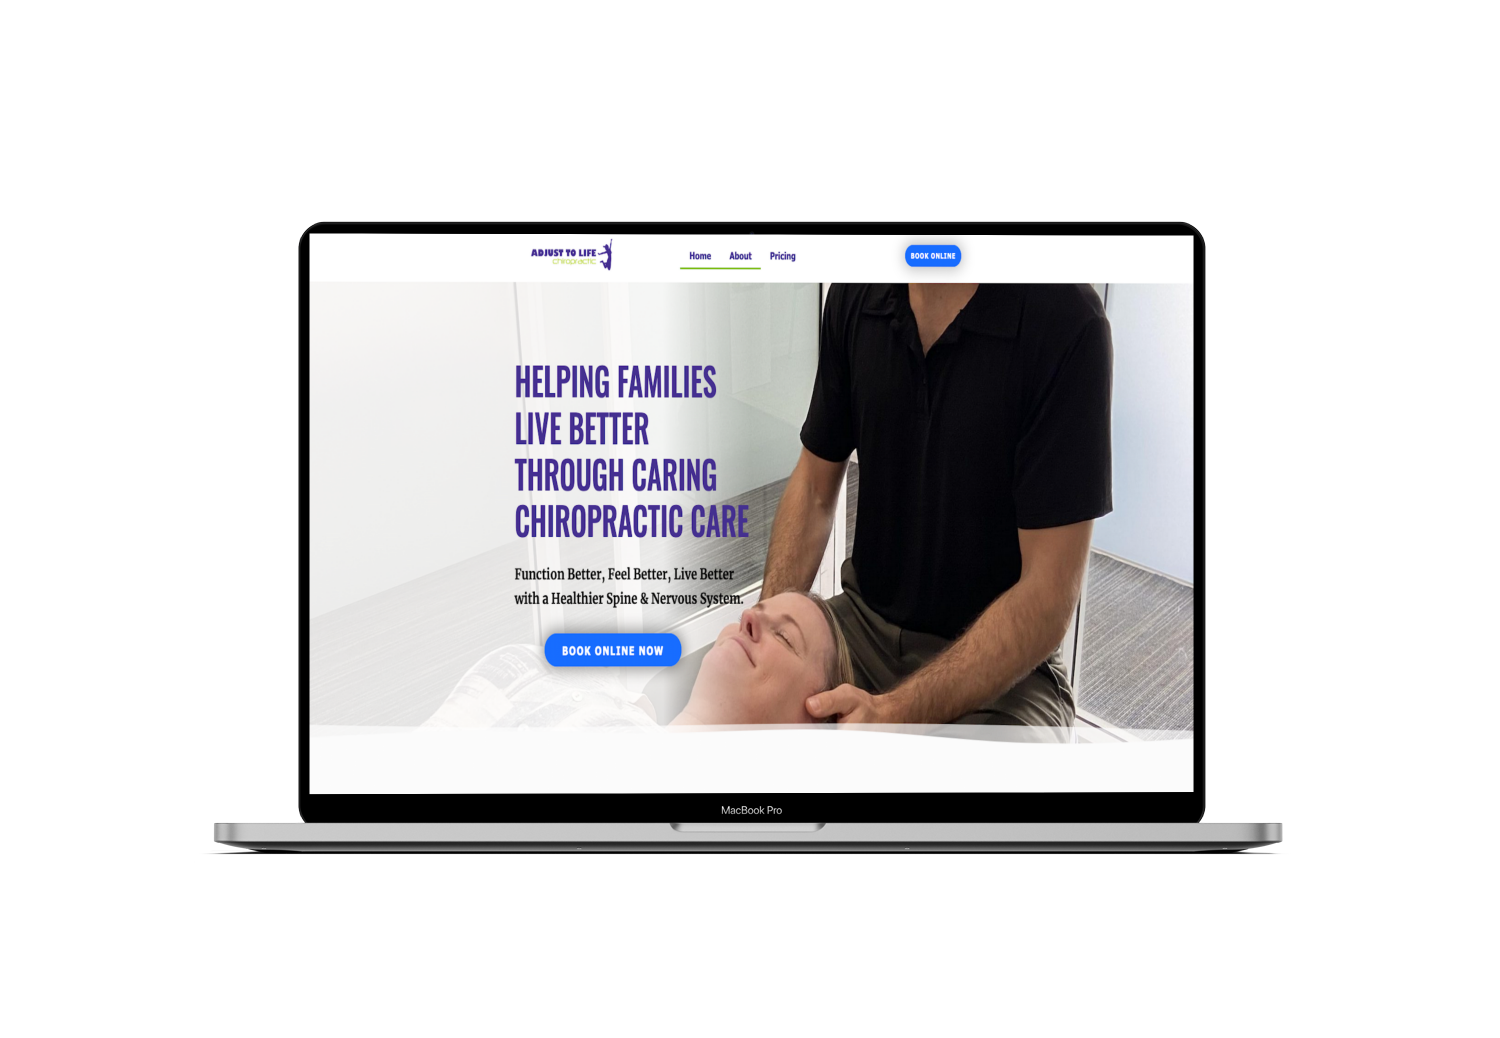 ADJUST TO LIFE
chiropractic
Home About Pricing
BOOK ONLINE
HELPING FAMILIES
LIVE BETTER
THROUGH CARING
CHIROPRACTIC CARE
Function Better, Feel Better, Live Better
with a Healthier Spine & Nervous System.
BOOK ONLINE NOW
MacBook Pro